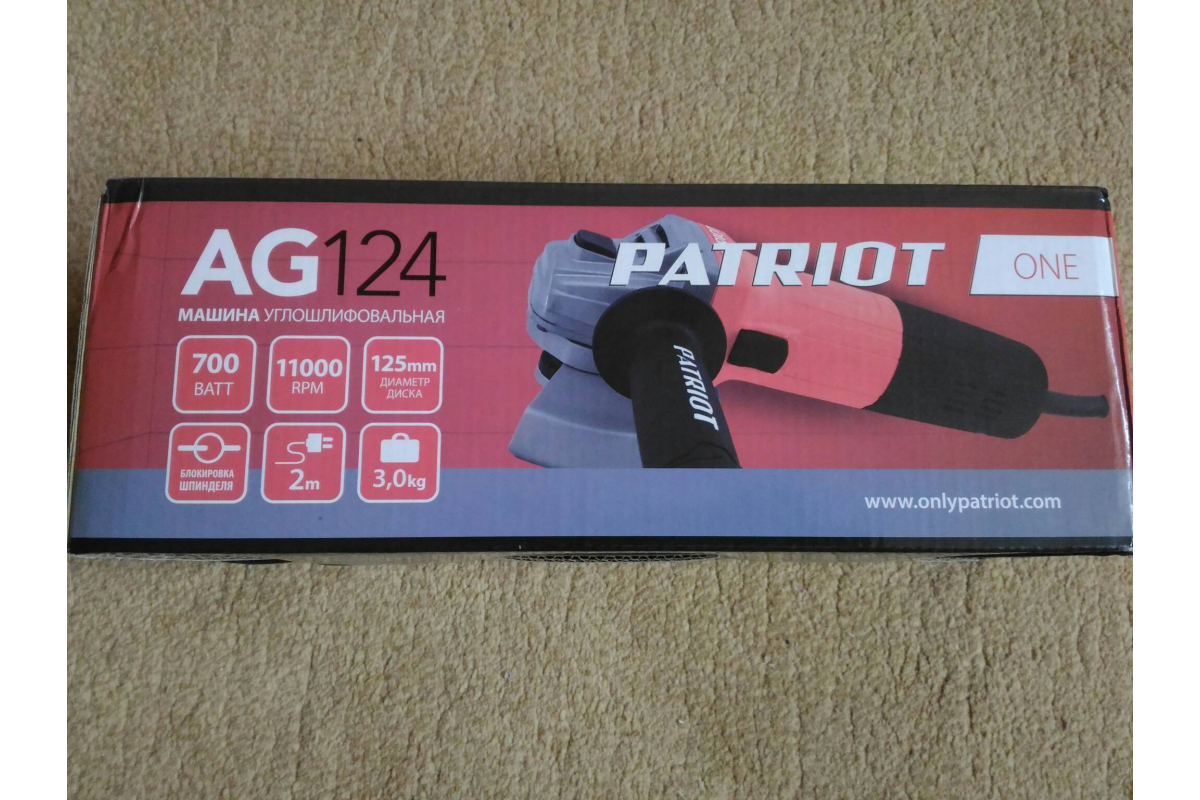 AG124
МАШИНА УГЛОШЛИФОВАЛЬНАЯ
700
ВАТТ
11000
RPM
125mm
ДИАМЕТР
ДИСКА
БЛОКИРОВКА
ШПИНДЕЛЯ
2m
3,0kg
PATRIOT
ONE
PATRIOT
www.onlypatriot.com